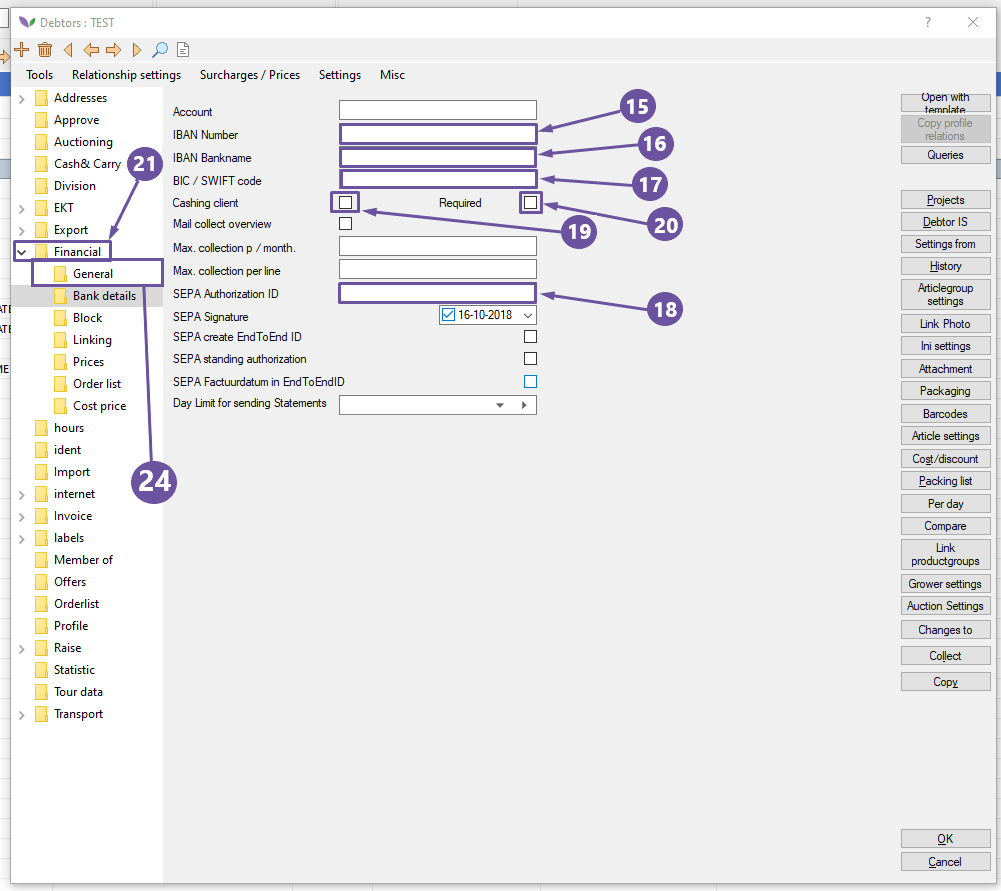 Debtors : TEST
?
Tools Relationship settings Surcharges / Prices Settings Misc
Addresses
Approve
Auctioning
Cash& Carry
Division
EKT
Export
Financial
General
Bank details
Block
Linking
Prices
Order list
Cost price
hours
ident
Import
internet
Invoice
labels
Member of
Offers
Orderlist
Profile
Raise
Statistic
Tour data
Transport
21
24
Account
IBAN Number
IBAN Bankname
BIC / SWIFT code
Cashing client Required
Mail collect overview
Max. collection p / month.
Max. collection per line
SEPA Authorization ID
SEPA Signature 16-10-2018
SEPA create EndToEnd ID
SEPA standing authorization
SEPA Factuurdatum in EndToEndID
Day Limit for sending Statements
15
16
17
19
20
18
Open with
template
Copy profile
relations
Queries
Projects
Debtor IS
Settings from
History
Articlegroup
settings
Link Photo
Ini settings
Attachment
Packaging
Barcodes
Article settings
Cost/discount
Packing list
Per day
Compare
Link
productgroups
Grower settings
Auction Settings
Changes to
Collect
Copy
OK
Cancel